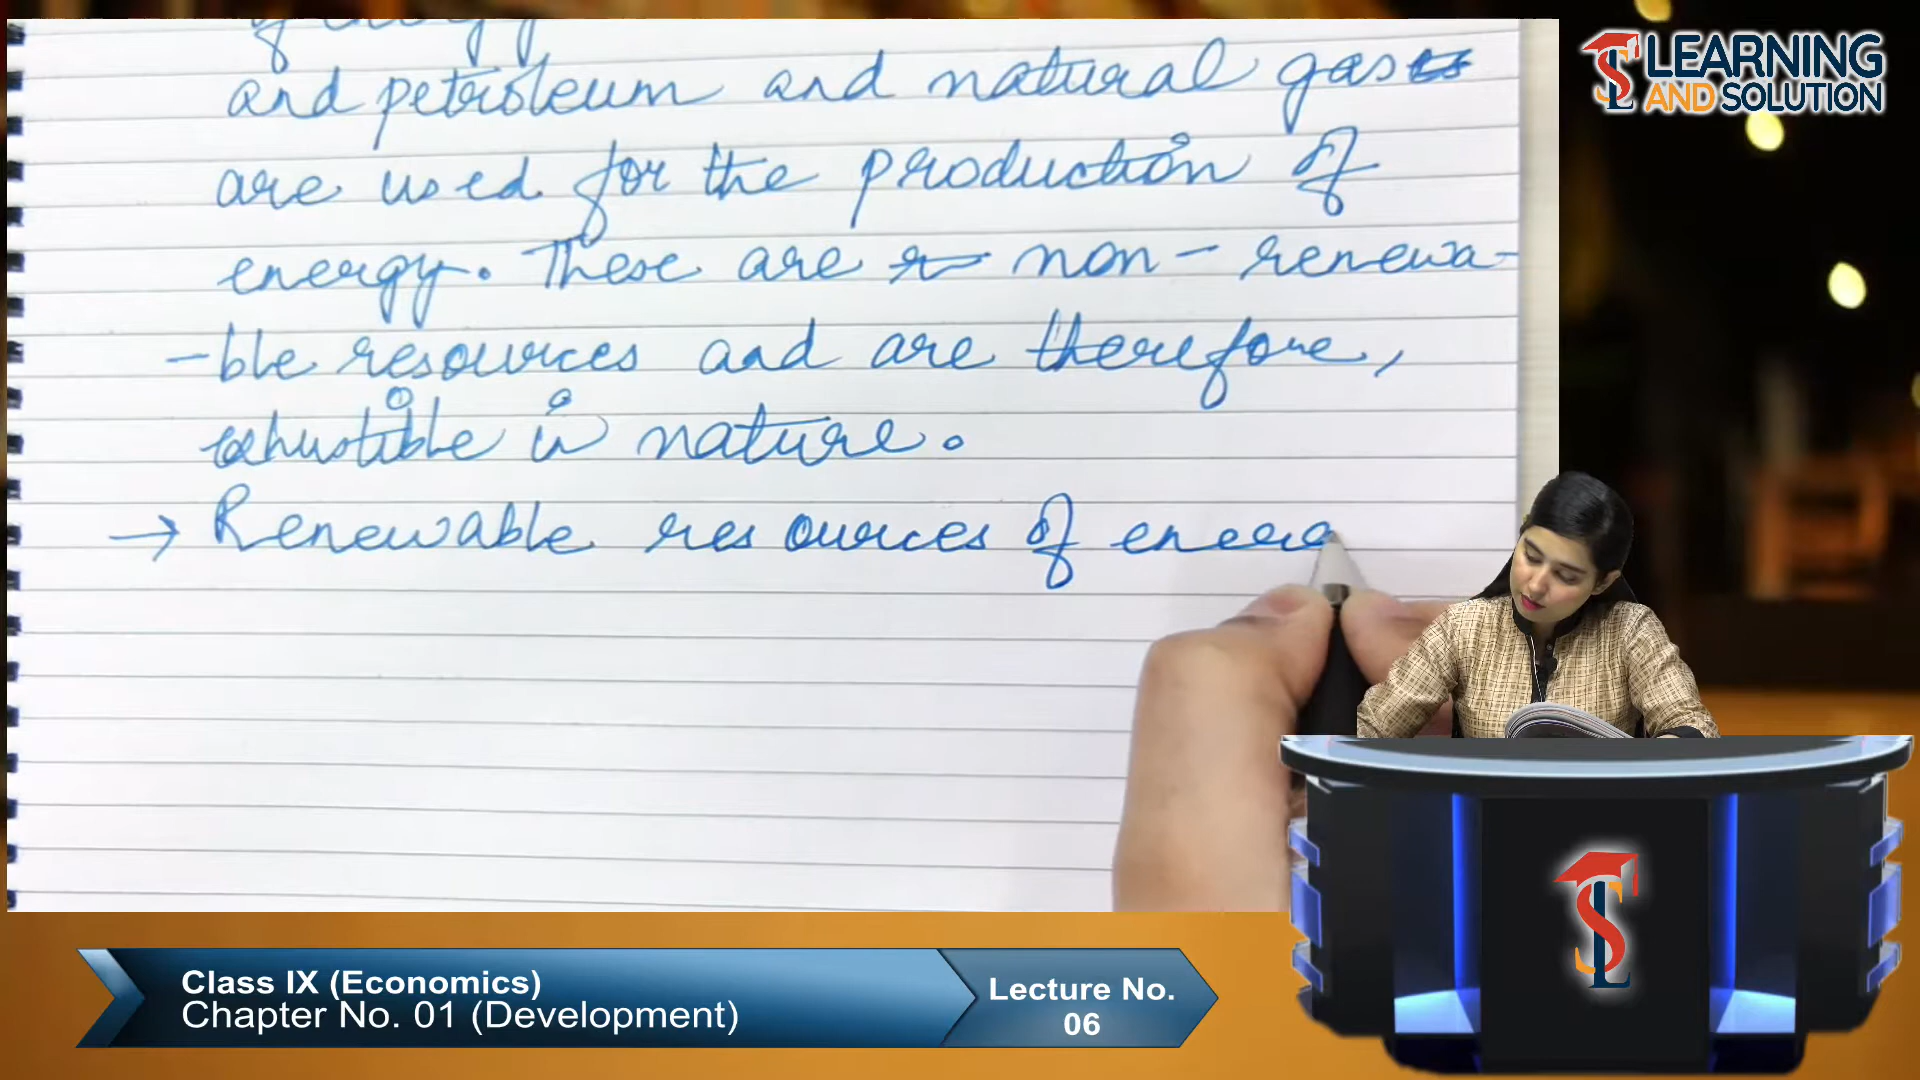 and petroleum and natural gas
are used for the production of
energy. These are non-renewa-
-ble resources and are therefore,
exhustible in nature.
→ Renewable resources of energ
LEARNING
AND SOLUTION
Class IX (Economics)
Chapter No. 01 (Development)
Lecture No.
06